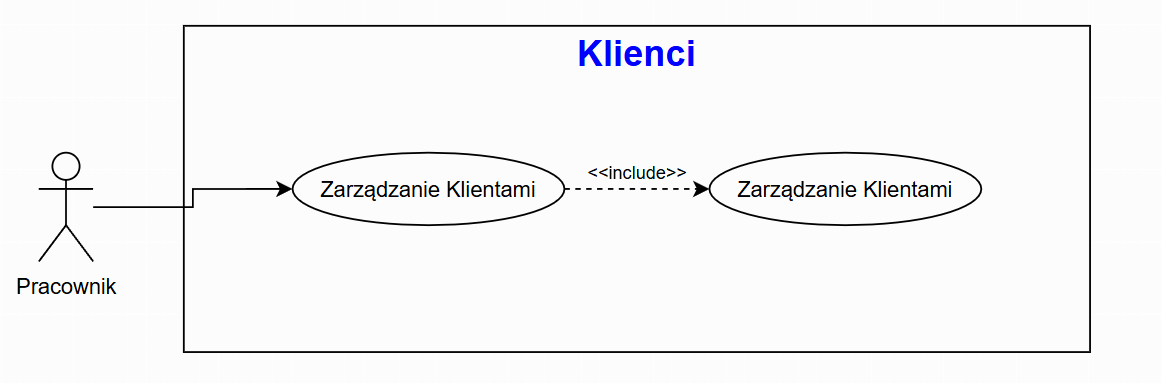 Klienci
Pracownik
Zarządzanie Klientami
<<include>>
Zarządzanie Klientami